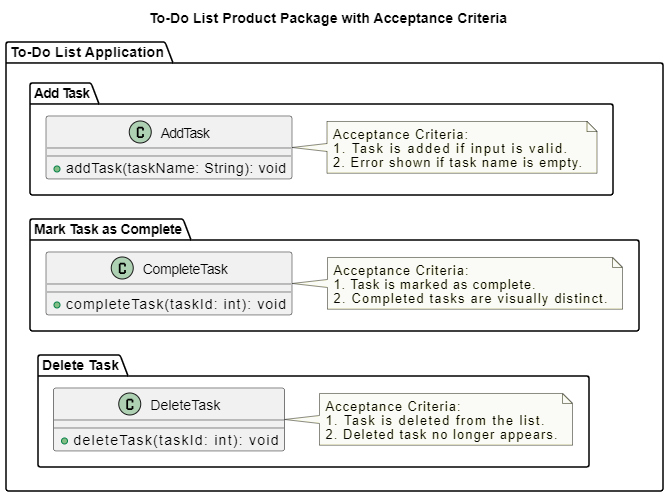 To-Do List Product Package with Acceptance Criteria
To-Do List Application
Add Task
C AddTask
addTask(taskName: String): void
Acceptance Criteria:
1. Task is added if input is valid.
2. Error shown if task name is empty.
Mark Task as Complete
C CompleteTask
completeTask(taskId: int): void
Acceptance Criteria:
1. Task is marked as complete.
2. Completed tasks are visually distinct.
Delete Task
C DeleteTask
deleteTask(taskId: int): void
Acceptance Criteria:
1. Task is deleted from the list.
2. Deleted task no longer appears.